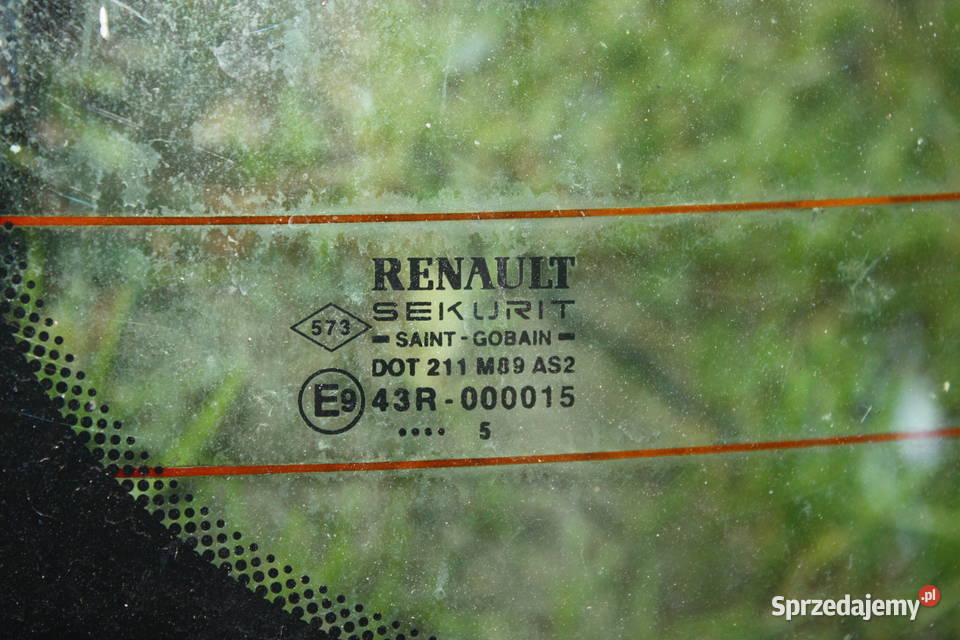 RENAULT
SEKURIT
573
SAINT-GOBAIN
DOT 211 M89 AS2
E9 43R-000015
.... 5
Sprzedajemy.pl